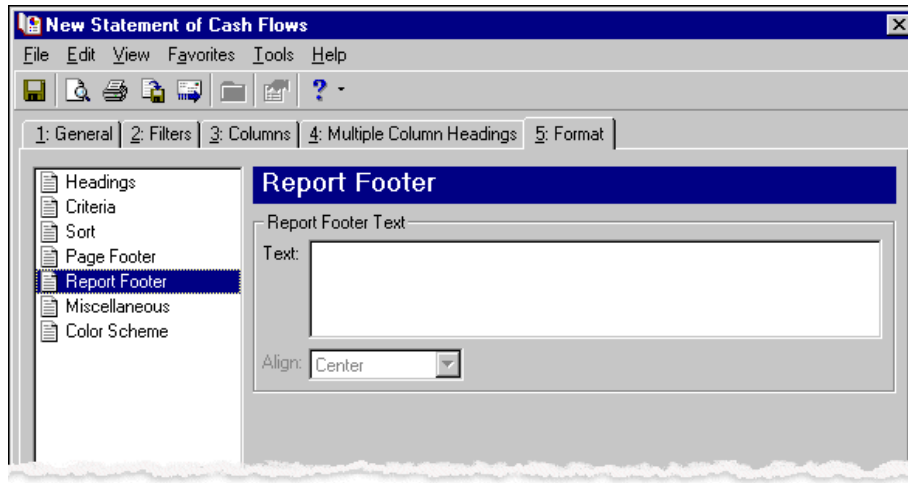 New Statement of Cash Flows
File Edit View Favorites Tools Help
?
1: General 2: Filters 3: Columns 4: Multiple Column Headings 5: Format
Headings
Criteria
Sort
Page Footer
Report Footer
Miscellaneous
Color Scheme
Report Footer
Report Footer Text
Text:
Align: Center